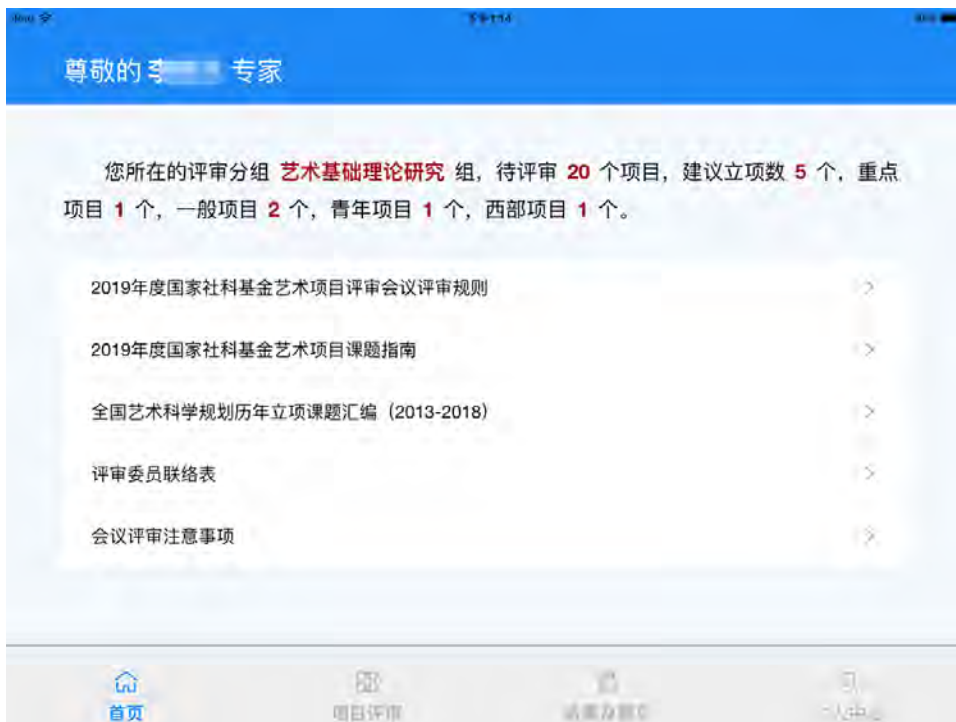 下午1:14
尊敬的 李 专家
您所在的评审分组 艺术基础理论研究 组，待评审 20 个项目，建议立项数 5 个，重点
项目 1 个，一般项目 2 个，青年项目 1 个，西部项目 1 个。
2019年度国家社科基金艺术项目评审会议评审规则
2019年度国家社科基金艺术项目课题指南
全国艺术科学规划历年立项课题汇编（2013-2018）
评审委员联络表
会议评审注意事项
首页
项目评审